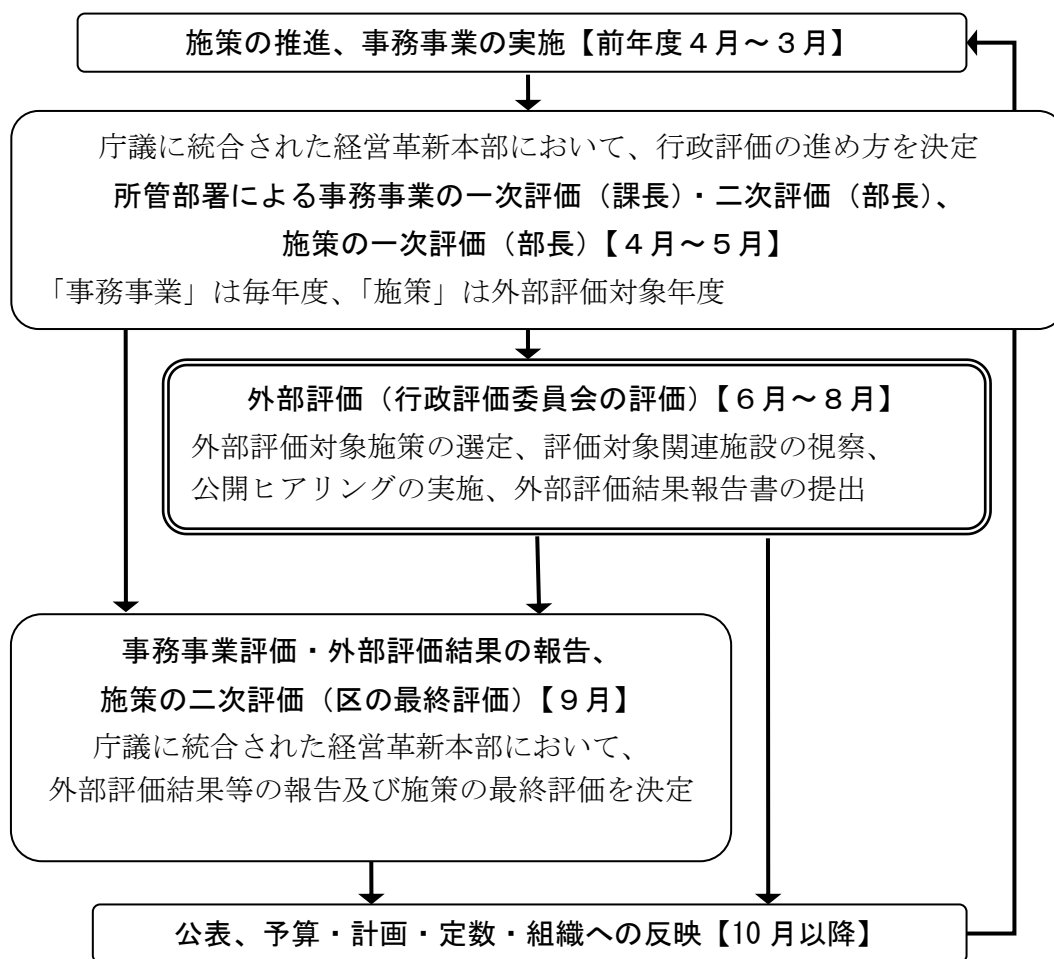 施策の推進、事務事業の実施【前年度４月～３月】
庁議に統合された経営革新本部において、行政評価の進め方を決定
所管部署による事務事業の一次評価（課長）・二次評価（部長）、
施策の一次評価（部長）【４月～５月】
「事務事業」は毎年度、「施策」は外部評価対象年度
外部評価（行政評価委員会の評価）【６月～８月】
外部評価対象施策の選定、評価対象関連施設の視察、
公開ヒアリングの実施、外部評価結果報告書の提出
事務事業評価・外部評価結果の報告、
施策の二次評価（区の最終評価）【９月】
庁議に統合された経営革新本部において、
外部評価結果等の報告及び施策の最終評価を決定
公表、予算・計画・定数・組織への反映【10月以降】